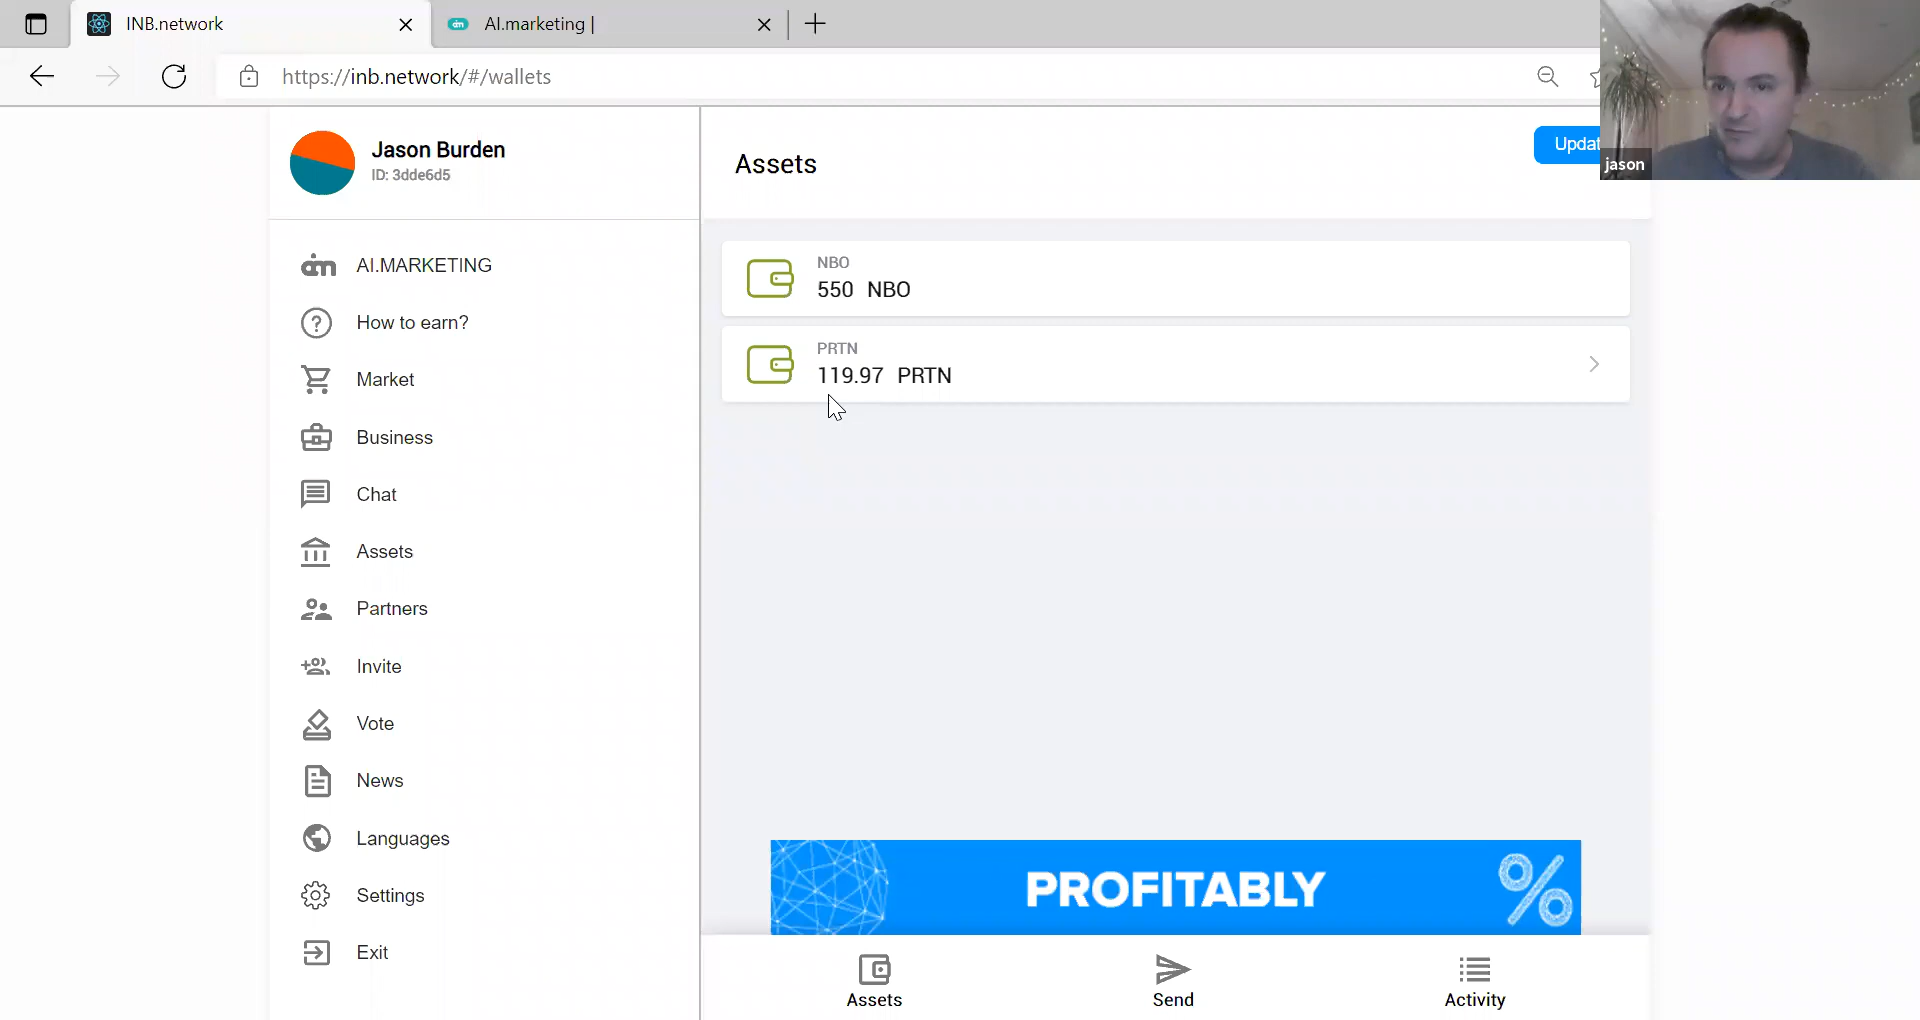 INB.network
AI.marketing |
https://inb.network/#/wallets
jason
Jason Burden
ID: 3dde6d5
AI.MARKETING
How to earn?
Market
Business
Chat
Assets
Partners
Invite
Vote
News
Languages
Settings
Exit
Assets
Updat
NBO
550 NBO
PRTN
119.97 PRTN
PROFITABLY %
Assets
Send
Activity